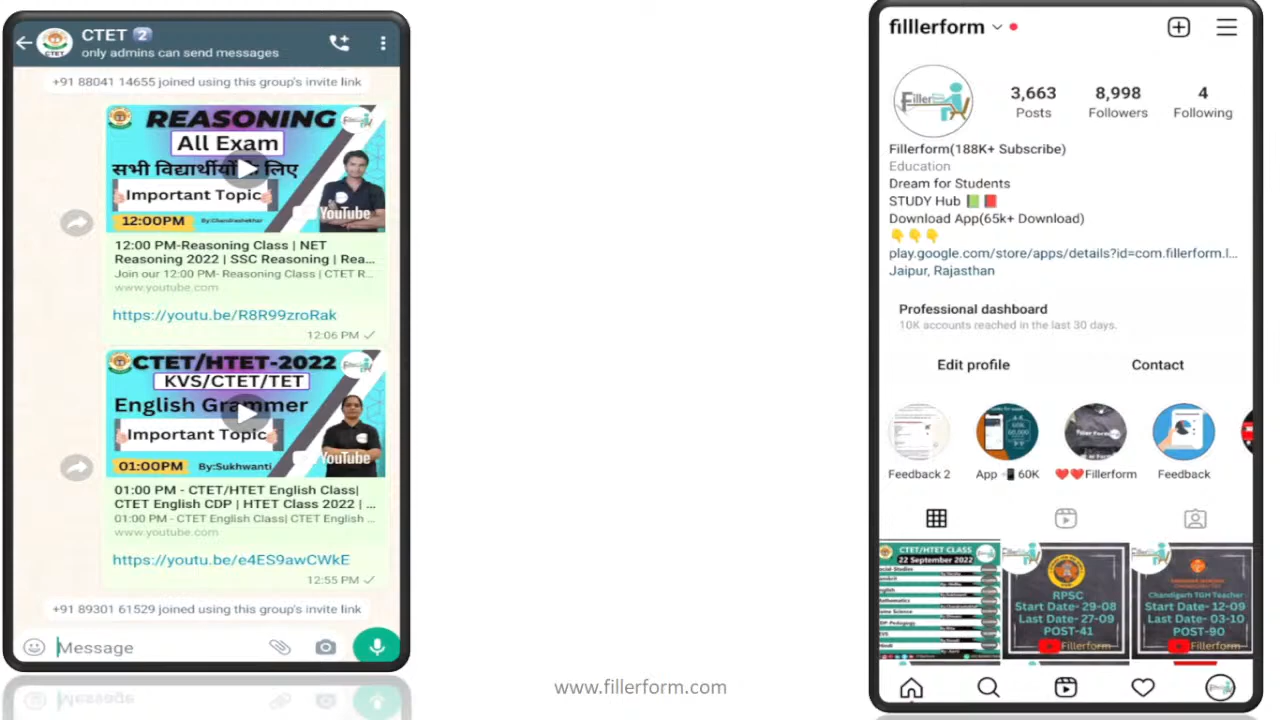 CTET 2
only admins can send messages
+91 88041 14655 joined using this group's invite link
REASONING
All Exam
सभी विद्यार्थीयों के लिए
Important Topic
12:00PM
By:Chandrashekhar
YouTube
12:00 PM-Reasoning Class | NET
Reasoning 2022 | SSC Reasoning | Rea...
Join our 12:00 PM- Reasoning Class | CTET R...
www.youtube.com
https://youtu.be/R8R99zroRak
12:06 PM
CTET/HTET-2022
KVS/CTET/TET
English Grammer
Important Topic
01:00PM
By:Sukhwanti
YouTube
01:00 PM - CTET/HTET English Class|
CTET English CDP | HTET Class 2022 | ...
01:00 PM - CTET English Class| CTET English ...
www.youtube.com
https://youtu.be/e4ES9awCWkE
12:55 PM
+91 89301 61529 joined using this group's invite link
Message
www.fillerform.com
filllerform
3,663
Posts
8,998
Followers
4
Following
Fillerform(188K+ Subscribe)
Education
Dream for Students
STUDY Hub 📗📕
Download App(65k+ Download)
👇👇👇
play.google.com/store/apps/details?id=com.fillerform.l...
Jaipur, Rajasthan
Professional dashboard
10K accounts reached in the last 30 days.
Edit profile
Contact
Feedback 2
App 📲60K
❤️❤️Fillerform
Feedback
CTET/HTET CLASS
22 September 2022
RPSC
Start Date- 29-08
Last Date- 27-09
POST-41
Fillerform
Chandigarh TGM Teacher
Start Date- 12-09
Last Date- 03-10
POST-90
Fillerform